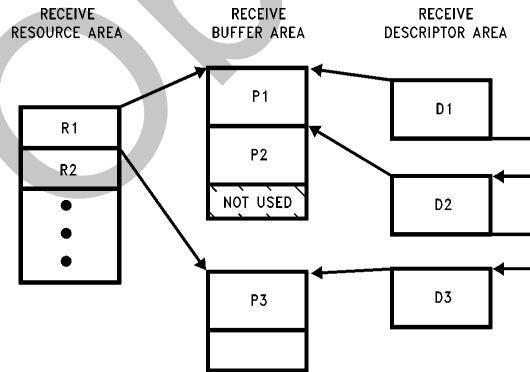 RECEIVE
RESOURCE AREA
RECEIVE
BUFFER AREA
RECEIVE
DESCRIPTOR AREA
R1
R2
P1
P2
NOT USED
P3
D1
D2
D3